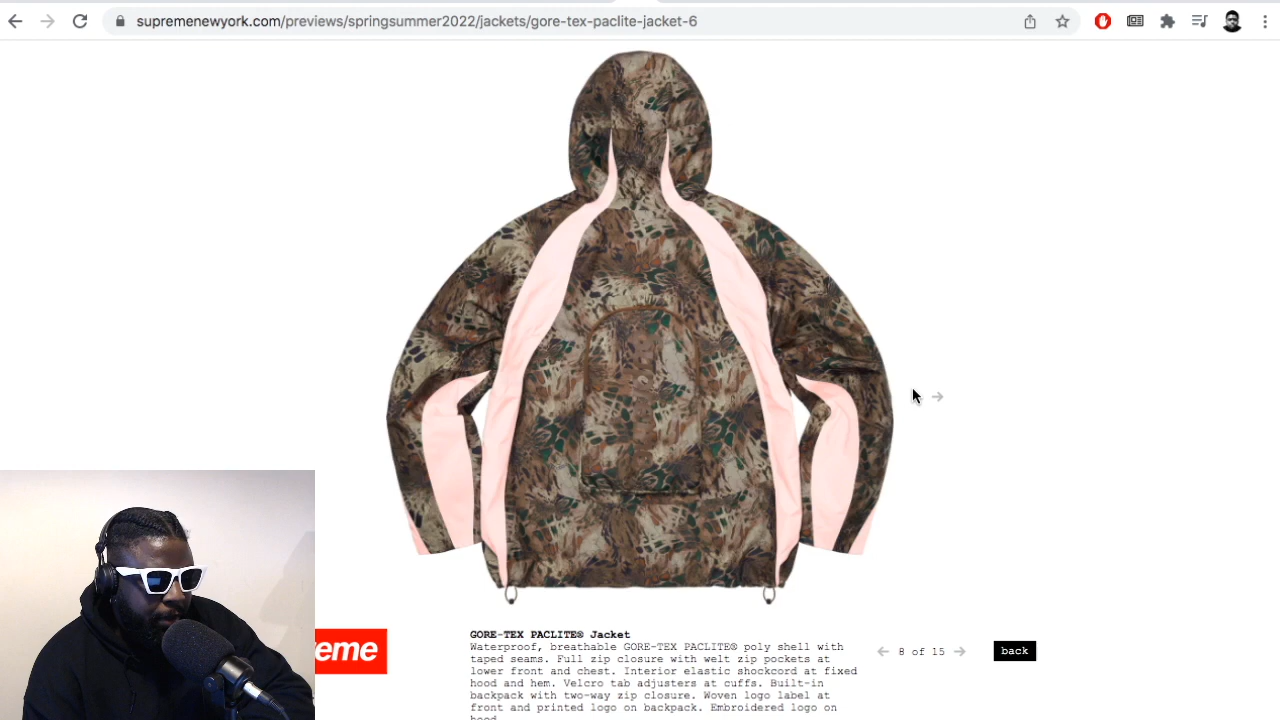 supremenewyork.com/previews/springsummer2022/jackets/gore-tex-paclite-jacket-6
eme
GORE-TEX PACLITE® Jacket
Waterproof, breathable GORE-TEX PACLITE® poly shell with
taped seams. Full zip closure with welt zip pockets at
lower front and chest. Interior elastic shockcord at fixed
hood and hem. Velcro tab adjusters at cuffs. Built-in
backpack with two-way zip closure. Woven logo label at
front and printed logo on backpack. Embroidered logo on
hood.
8 of 15
back